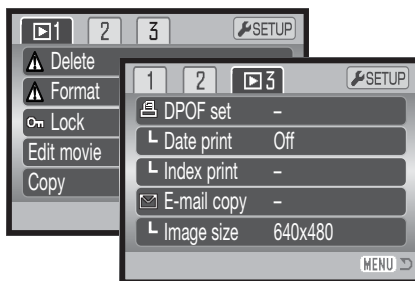 1 2 3 SETUP
Delete
Format
Lock
Edit movie
Copy
1 2 3 SETUP
DPOF set –
Date print Off
Index print –
E-mail copy –
Image size 640x480
MENU